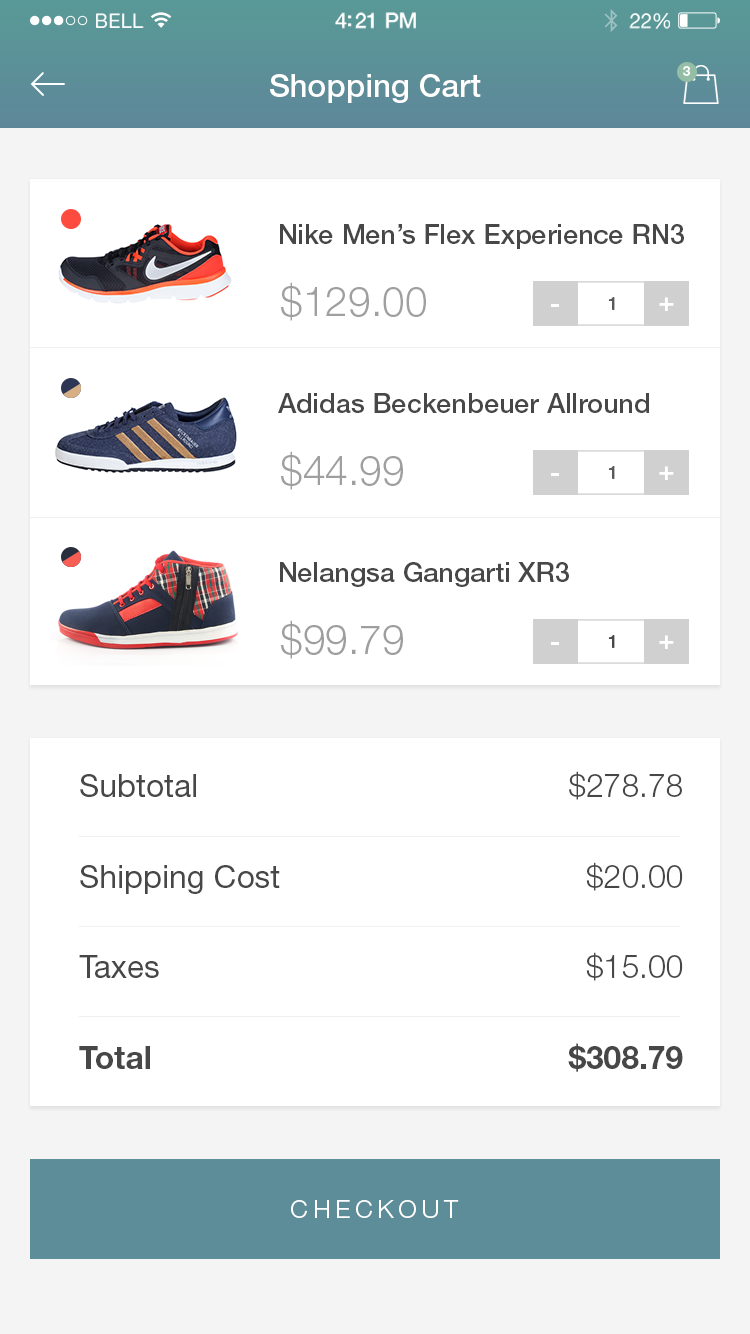 BELL 4:21 PM 22%
Shopping Cart
3
Nike Men’s Flex Experience RN3
$129.00 - 1 +
Adidas Beckenbeuer Allround
$44.99 - 1 +
Nelangsa Gangarti XR3
$99.79 - 1 +
Subtotal $278.78
Shipping Cost $20.00
Taxes $15.00
Total $308.79
CHECKOUT